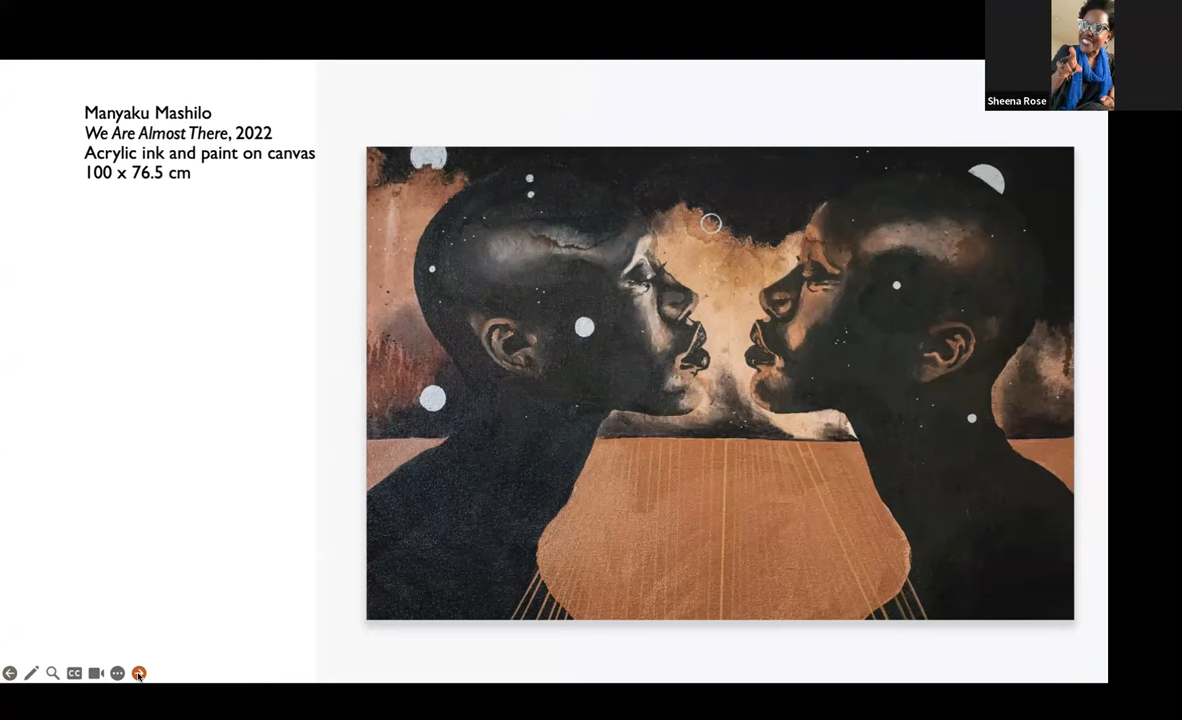 Manyaku Mashilo
We Are Almost There, 2022
Acrylic ink and paint on canvas
100 x 76.5 cm
Sheena Rose
CC